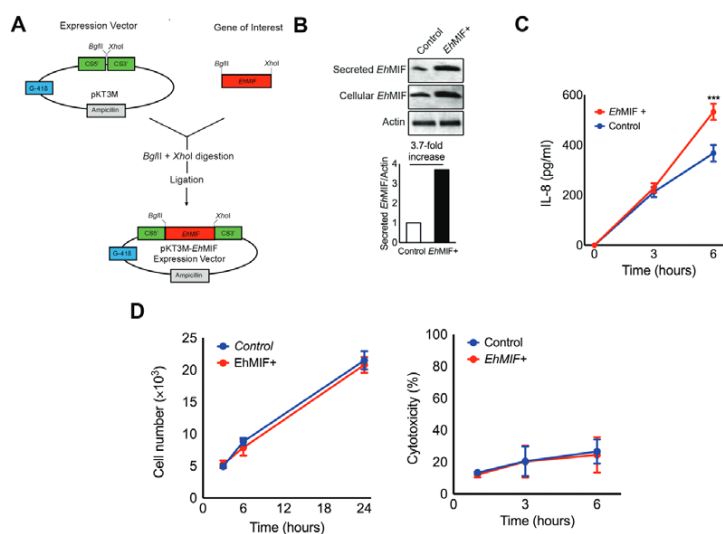 A
Expression Vector
Gene of Interest
BglII XhoI
CS5' CS3'
G-418
pKT3M
Ampicillin
BglII XhoI
EhMIF
BglII + XhoI digestion
Ligation
BglII XhoI
CS5' EhMIF CS3'
G-418
pKT3M-EhMIF
Expression Vector
Ampicillin
B
Control
EhMIF+
Secreted EhMIF
Cellular EhMIF
Actin
3.7-fold
increase
Secreted EhMIF/Actin
4
3
2
1
0
Control EhMIF+
C
IL-8 (pg/ml)
600
400
200
0
EhMIF +
Control
***
0 3 6
Time (hours)
D
Cell number (×10³)
25
20
15
10
5
0
Control
EhMIF+
0 6 12 18 24
Time (hours)
Cytotoxicity (%)
100
80
60
40
20
0
Control
EhMIF+
0 3 6
Time (hours)